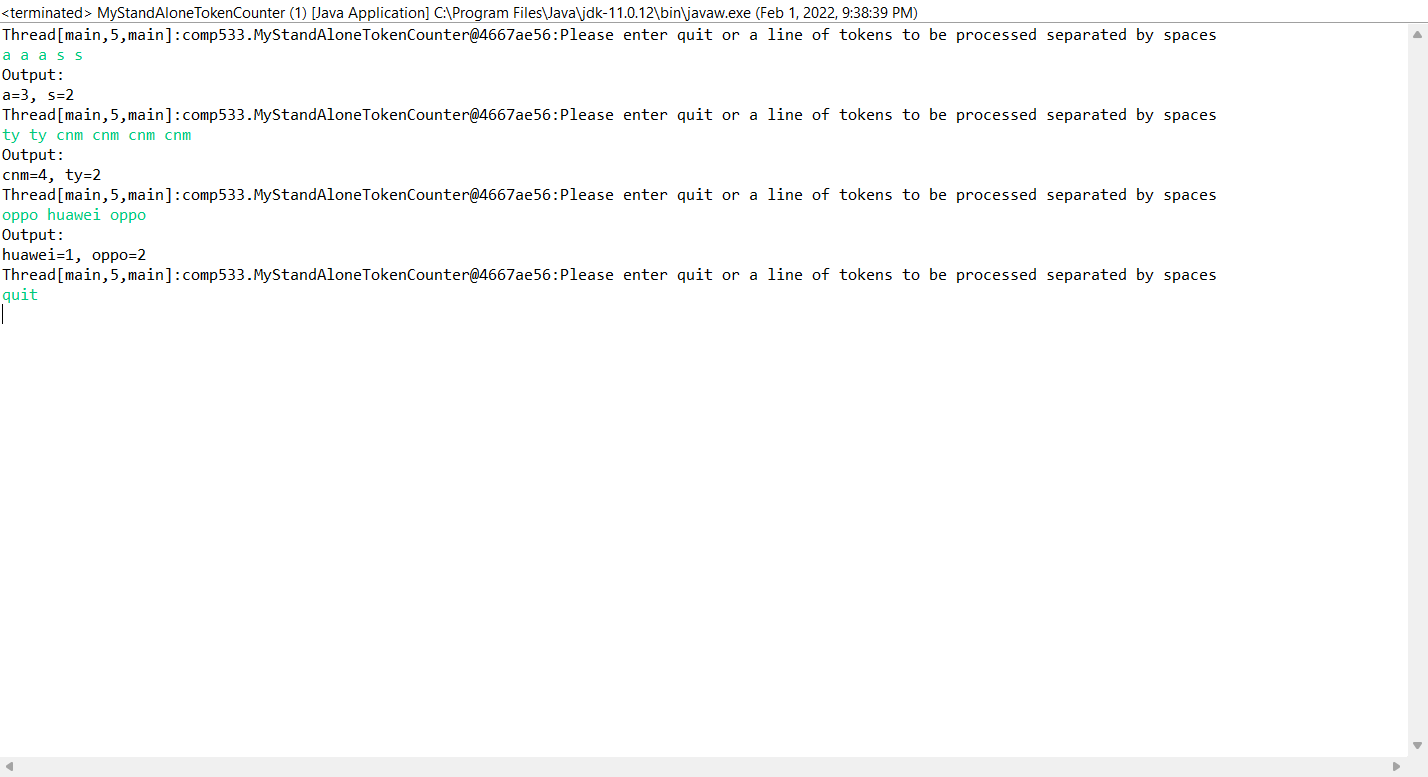 <terminated> MyStandAloneTokenCounter (1) [Java Application] C:\Program Files\Java\jdk-11.0.12\bin\javaw.exe (Feb 1, 2022, 9:38:39 PM)
Thread[main,5,main]:comp533.MyStandAloneTokenCounter@4667ae56:Please enter quit or a line of tokens to be processed separated by spaces
a a a s s
Output:
a=3, s=2
Thread[main,5,main]:comp533.MyStandAloneTokenCounter@4667ae56:Please enter quit or a line of tokens to be processed separated by spaces
ty ty cnm cnm cnm cnm
Output:
cnm=4, ty=2
Thread[main,5,main]:comp533.MyStandAloneTokenCounter@4667ae56:Please enter quit or a line of tokens to be processed separated by spaces
oppo huawei oppo
Output:
huawei=1, oppo=2
Thread[main,5,main]:comp533.MyStandAloneTokenCounter@4667ae56:Please enter quit or a line of tokens to be processed separated by spaces
quit